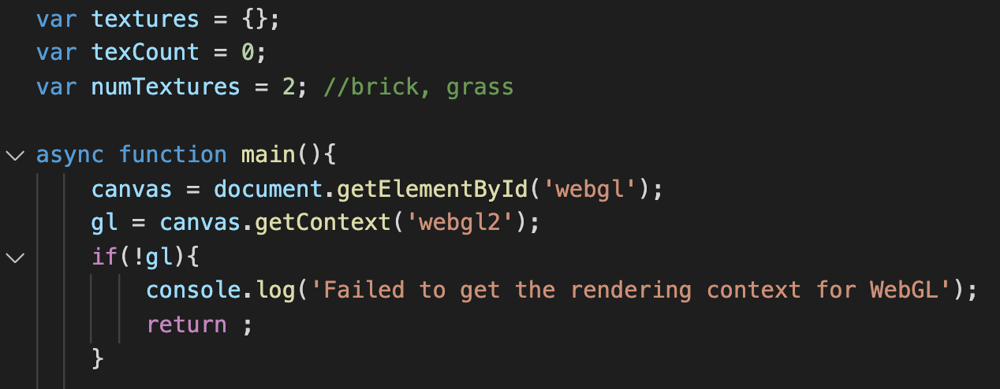 var textures = {};
var texCount = 0;
var numTextures = 2; //brick, grass
async function main(){
canvas = document.getElementById('webgl');
gl = canvas.getContext('webgl2');
if(!gl){
console.log('Failed to get the rendering context for WebGL');
return ;
}